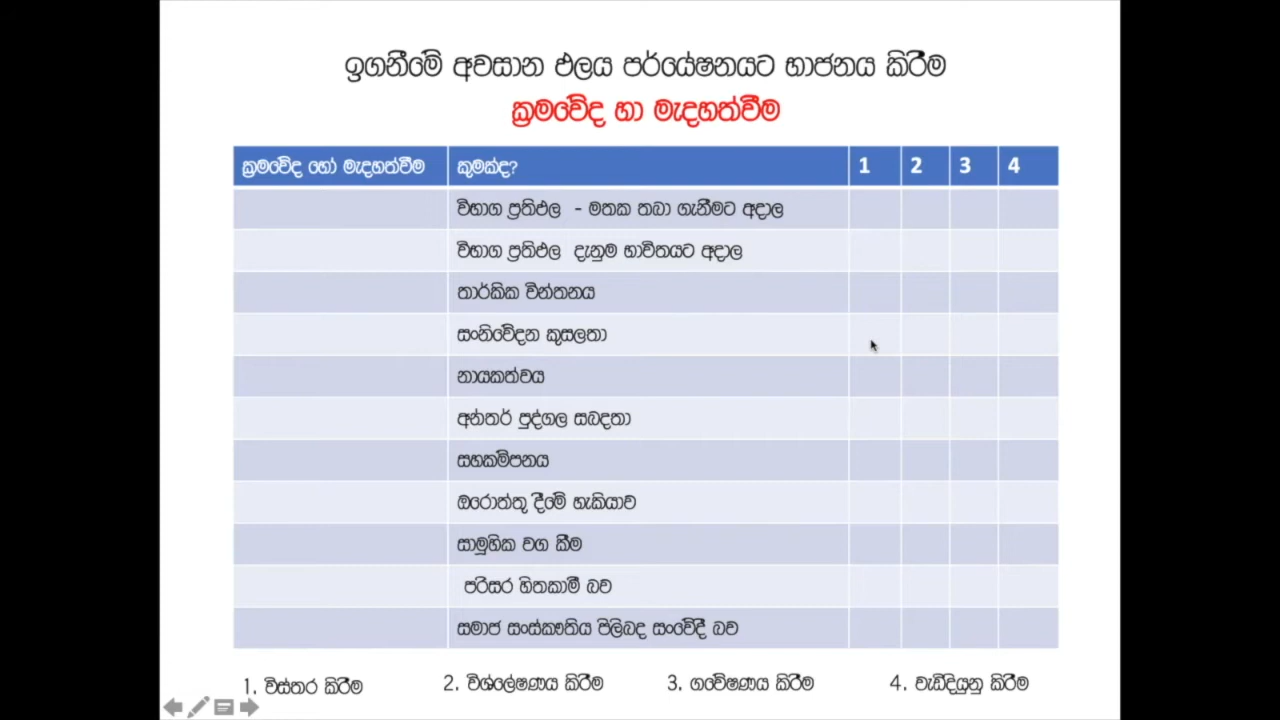 ඉගනීමේ අවසාන ඵලය පර්යේෂනයට භාජනය කිරීම
ක්‍රමවේද හා මැදහත්වීම
ක්‍රමවේද හෝ මැදහත්වීම කුමක්ද? 1 2 3 4
විභාග ප්‍රතිඵල - මතක තබා ගැනීමට අදාල
විභාග ප්‍රතිඵල දැනුම භාවිතයට අදාල
තාර්කික චින්තනය
සංනිවේදන කුසලතා
නායකත්වය
අන්තර් පුද්ගල සබදතා
සහකම්පනය
ඔරොත්තු දීමේ හැකියාව
සාමූහික වග කීම
පරිසර හිතකාමී බව
සමාජ සංස්කෘතිය පිලිබද සංවේදී බව
1. විස්තර කිරීම 2. විශ්ලේෂණය කිරීම 3. ගවේෂණය කිරීම 4. වැඩිදියුනු කිරීම